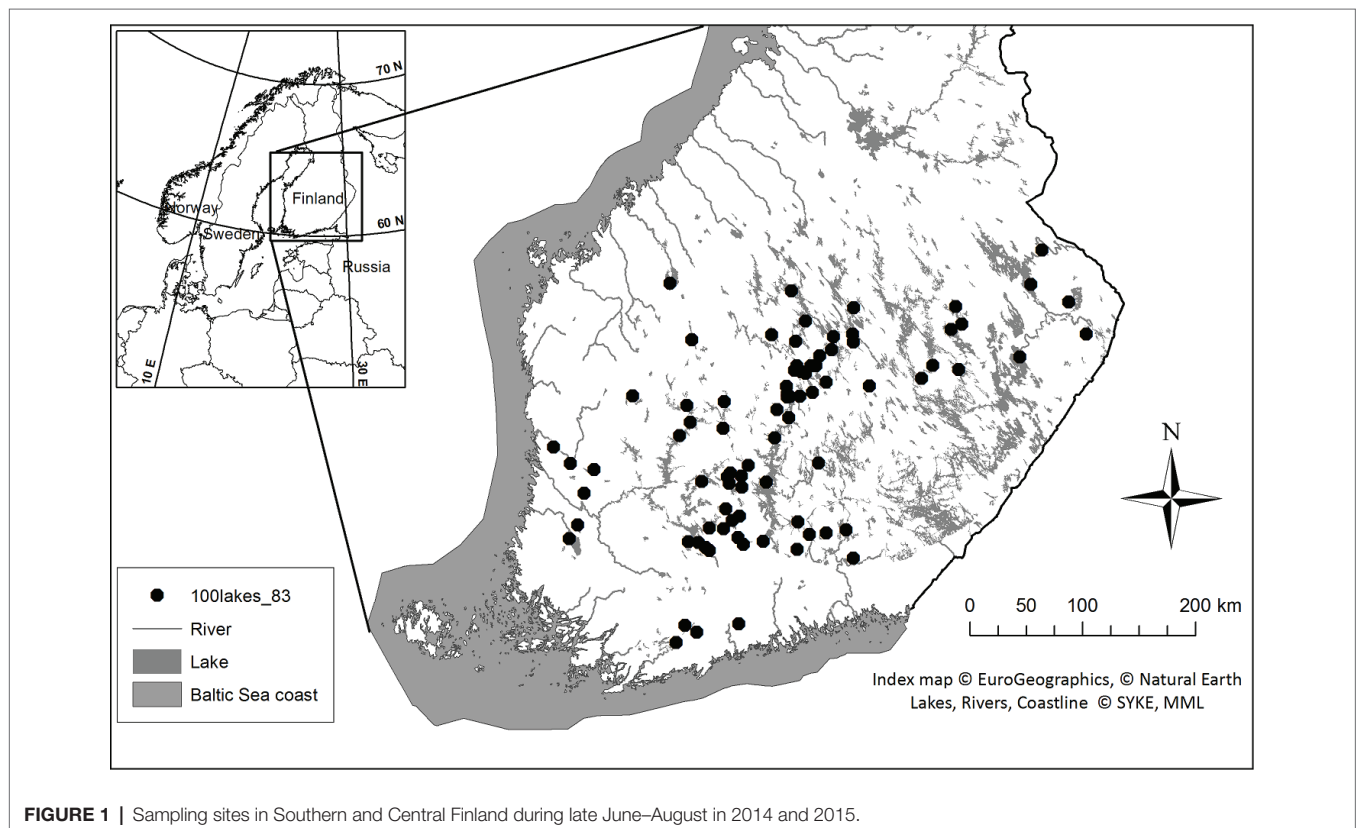 70 N
Finland
Norway
60 N
Sweden
Russia
10 E
30 E
N
100lakes_83
River
Lake
Baltic Sea coast
0 50 100 200 km
Index map © EuroGeographics, © Natural Earth
Lakes, Rivers, Coastline © SYKE, MML
FIGURE 1 | Sampling sites in Southern and Central Finland during late June–August in 2014 and 2015.